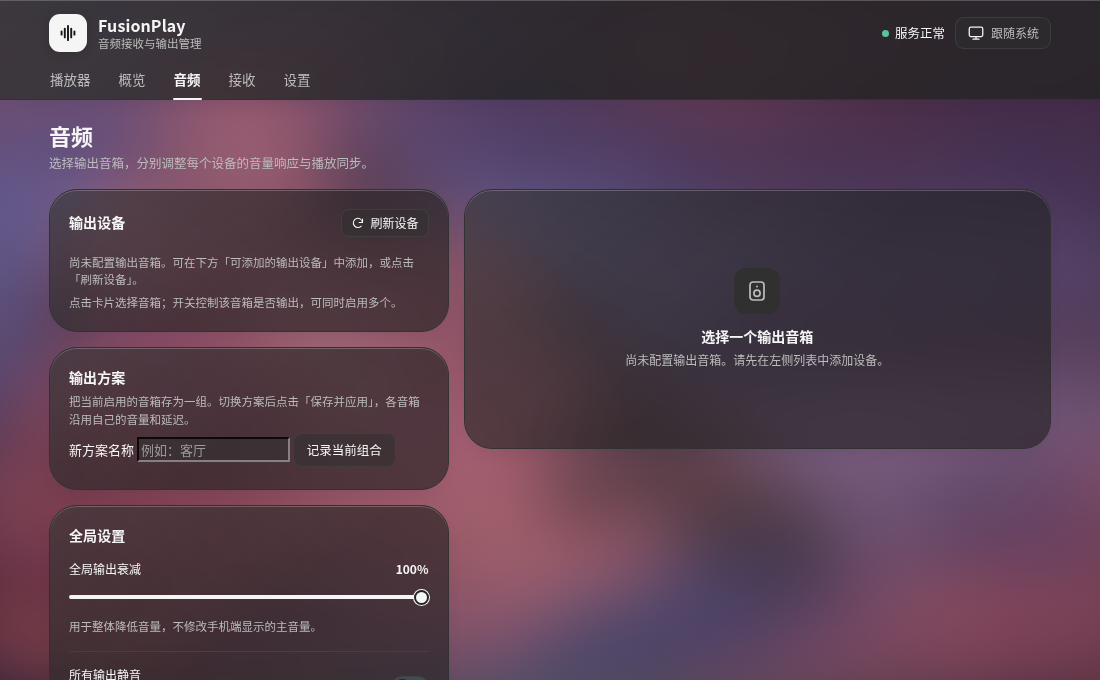 FusionPlay
音频接收与输出管理
服务正常
跟随系统
播放器
概览
音频
接收
设置
音频
选择输出音箱，分别调整每个设备的音量响应与播放同步。
输出设备
刷新设备
尚未配置输出音箱。可在下方「可添加的输出设备」中添加，或点击
「刷新设备」。
点击卡片选择音箱；开关控制该音箱是否输出，可同时启用多个。
选择一个输出音箱
尚未配置输出音箱。请先在左侧列表中添加设备。
输出方案
把当前启用的音箱存为一组。切换方案后点击「保存并应用」，各音箱
沿用自己的音量和延迟。
新方案名称
例如：客厅
记录当前组合
全局设置
全局输出衰减
100%
用于整体降低音量，不修改手机端显示的主音量。
所有输出静音